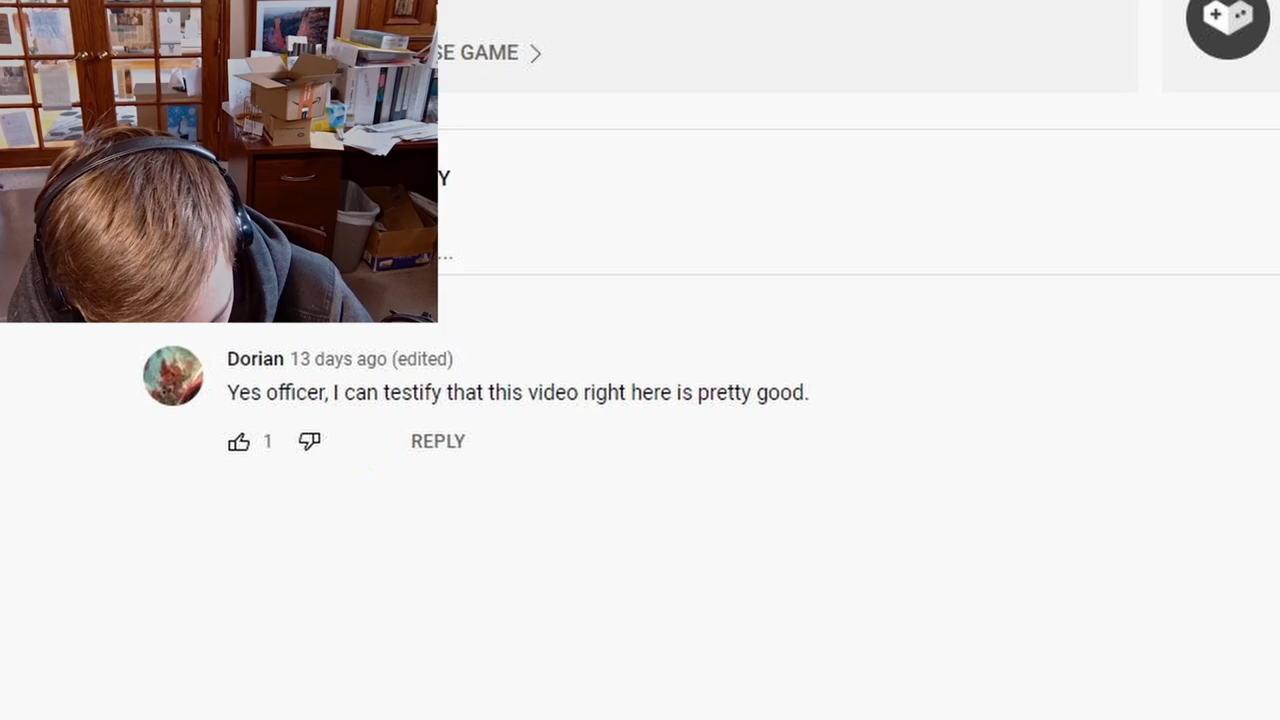 SE GAME
Y
...
Dorian 13 days ago (edited)
Yes officer, I can testify that this video right here is pretty good.
1
REPLY